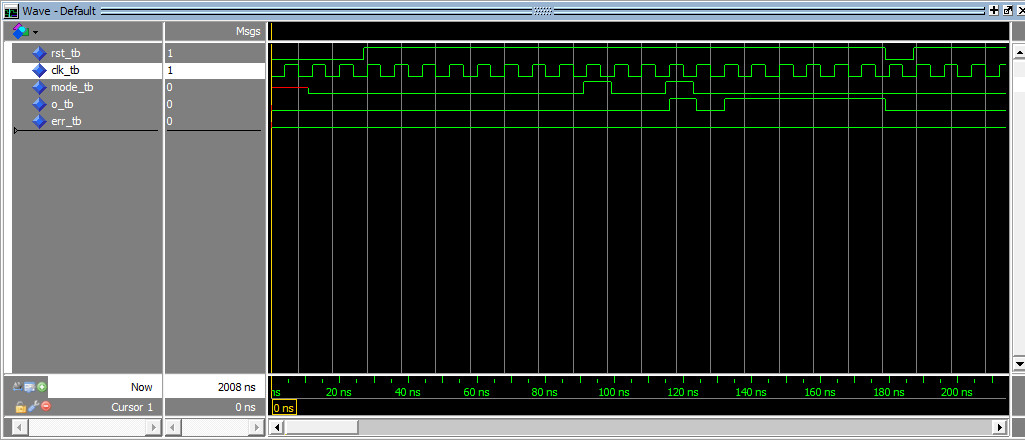 Wave - Default
Msgs
rst_tb 1
clk_tb 1
mode_tb 0
o_tb 0
err_tb 0
Now 2008 ns
Cursor 1 0 ns
ns 20 ns 40 ns 60 ns 80 ns 100 ns 120 ns 140 ns 160 ns 180 ns 200 ns
0 ns